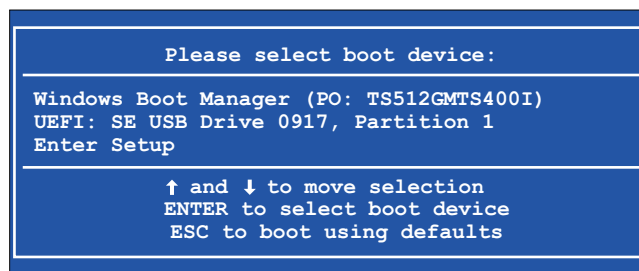 Please select boot device:
Windows Boot Manager (PO: TS512GMTS400I)
UEFI: SE USB Drive 0917, Partition 1
Enter Setup
↑ and ↓ to move selection
ENTER to select boot device
ESC to boot using defaults